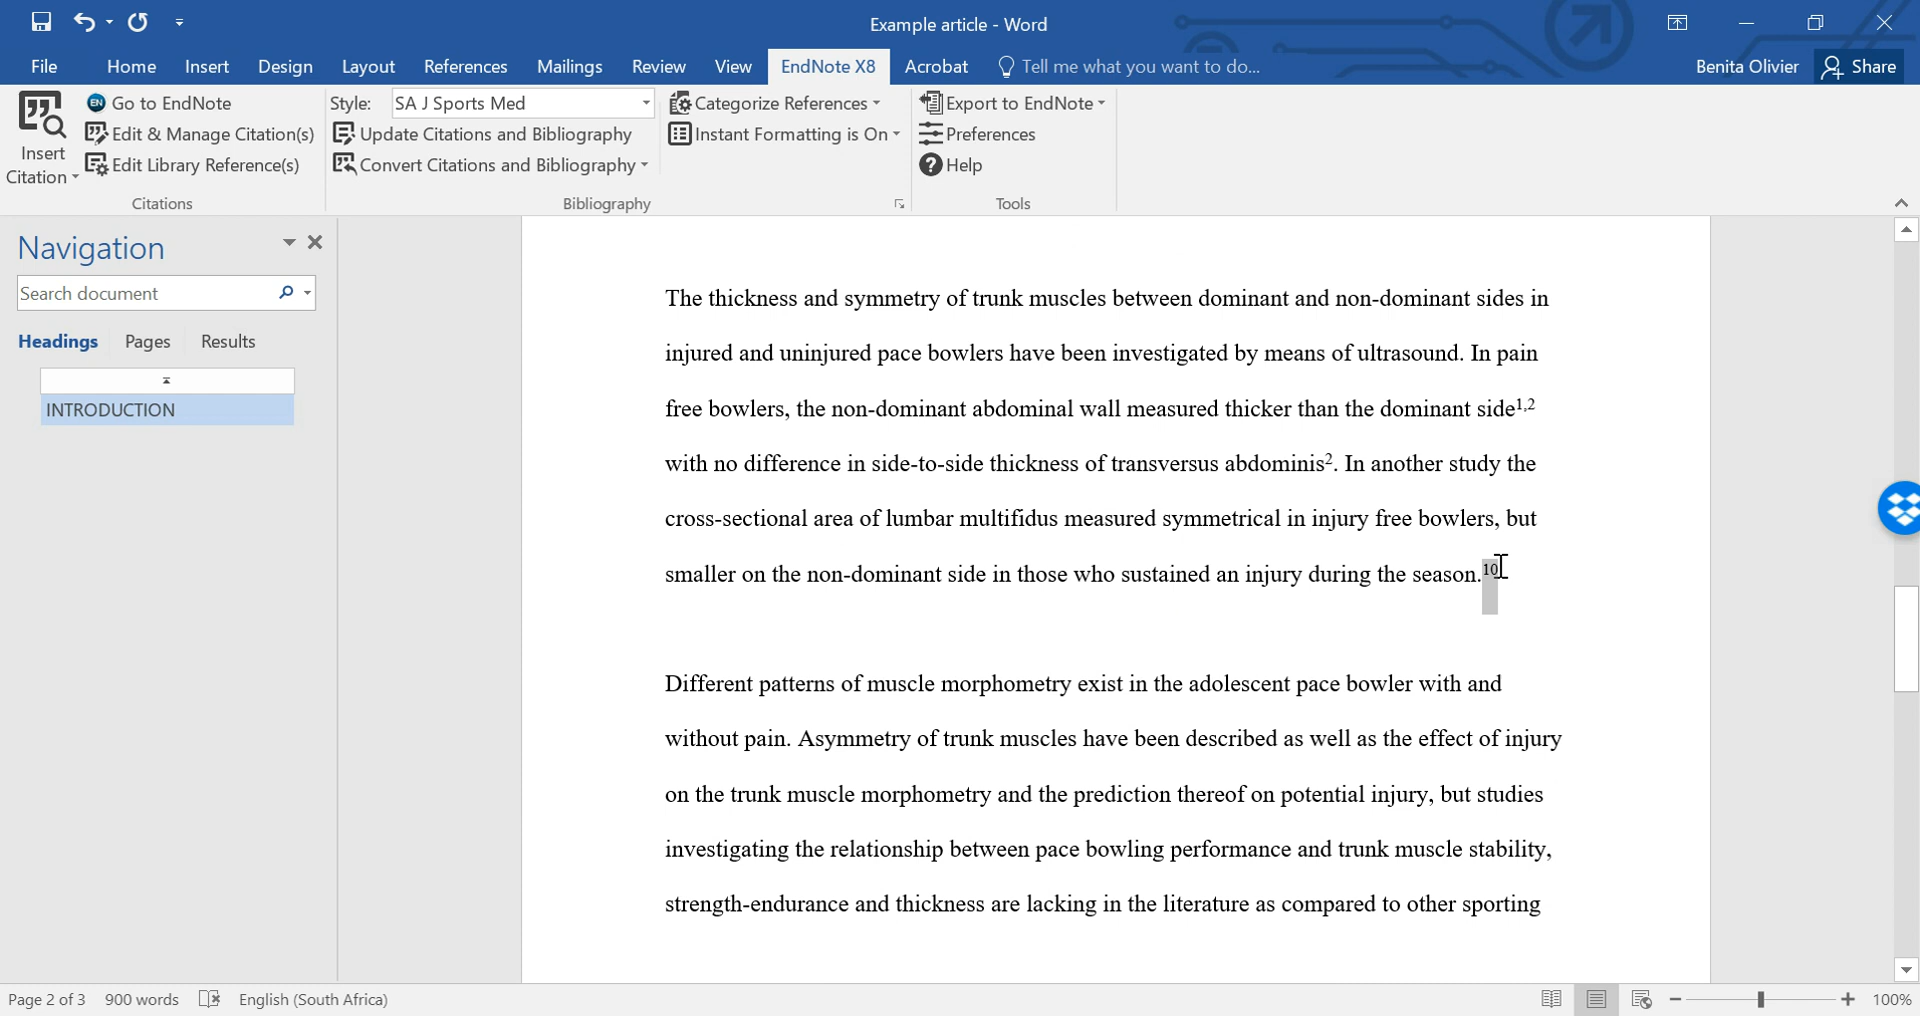 Example article - Word
File Home Insert Design Layout References Mailings Review View EndNote X8 Acrobat Tell me what you want to do... Benita Olivier Share
Insert Citation
EN Go to EndNote
Edit & Manage Citation(s)
Edit Library Reference(s)
Citations
Style: SA J Sports Med
Update Citations and Bibliography
Convert Citations and Bibliography
Categorize References
Instant Formatting is On
Bibliography
Export to EndNote
Preferences
Help
Tools
Navigation
Search document
Headings Pages Results
INTRODUCTION
The thickness and symmetry of trunk muscles between dominant and non-dominant sides in
injured and uninjured pace bowlers have been investigated by means of ultrasound. In pain
free bowlers, the non-dominant abdominal wall measured thicker than the dominant side1,2
with no difference in side-to-side thickness of transversus abdominis2. In another study the
cross-sectional area of lumbar multifidus measured symmetrical in injury free bowlers, but
smaller on the non-dominant side in those who sustained an injury during the season.10
Different patterns of muscle morphometry exist in the adolescent pace bowler with and
without pain. Asymmetry of trunk muscles have been described as well as the effect of injury
on the trunk muscle morphometry and the prediction thereof on potential injury, but studies
investigating the relationship between pace bowling performance and trunk muscle stability,
strength-endurance and thickness are lacking in the literature as compared to other sporting
Page 2 of 3 900 words English (South Africa) 100%